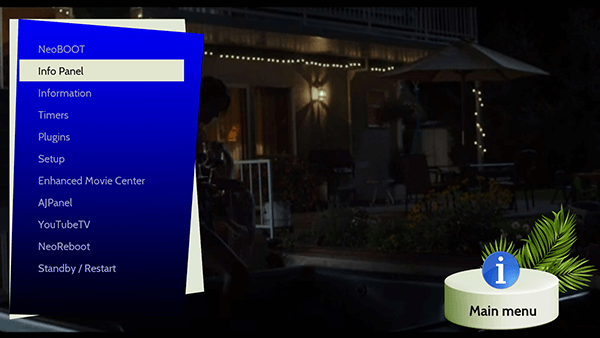 NeoBOOT
Info Panel
Information
Timers
Plugins
Setup
Enhanced Movie Center
AJPanel
YouTubeTV
NeoReboot
Standby / Restart
i
Main menu